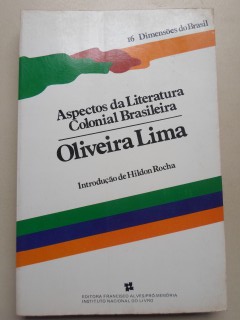 16 Dimensões do Brasil
Aspectos da Literatura
Colonial Brasileira
Oliveira Lima
Introdução de Hildon Rocha
EDITORA FRANCISCO ALVES/PRO-MEMÓRIA
INSTITUTO NACIONAL DO LIVRO